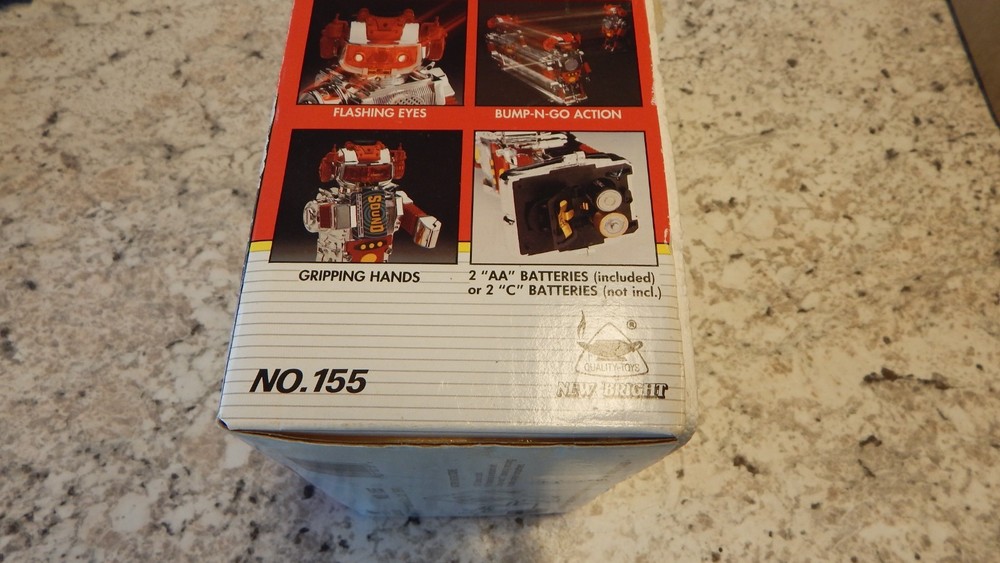 FLASHING EYES
BUMP-N-GO ACTION
SOUND
GRIPPING HANDS
2 "AA" BATTERIES (included)
or 2 "C" BATTERIES (not incl.)
®
QUALITY TOYS
NO.155
NEW BRIGHT